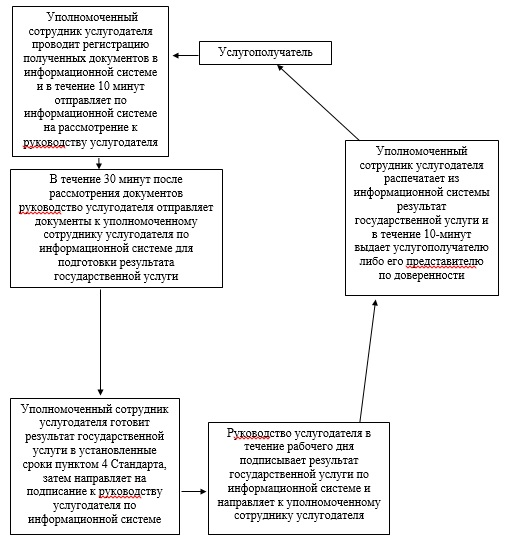 Услугополучатель
Уполномоченный
сотрудник услугодателя
проводит регистрацию
полученных документов в
информационной системе
и в течение 10 минут
отправляет по
информационной системе
на рассмотрение к
руководству услугодателя
В течение 30 минут после
рассмотрения документов
руководство услугодателя отправляет
документы к уполномоченному
сотруднику услугодателя по
информационной системе для
подготовки результата
государственной услуги
Уполномоченный сотрудник
услугодателя готовит
результат государственной
услуги в установленные
сроки пунктом 4 Стандарта,
затем направляет на
подписание к руководству
услугодателя по
информационной системе
Руководство услугодателя в
течение рабочего дня
подписывает результат
государственной услуги по
информационной системе и
направляет к уполномоченному
сотруднику услугодателя
Уполномоченный
сотрудник услугодателя
распечатает из
информационной системы
результат
государственной услуги и
в течение 10-минут
выдает услугополучателю
либо его представителю
по доверенности